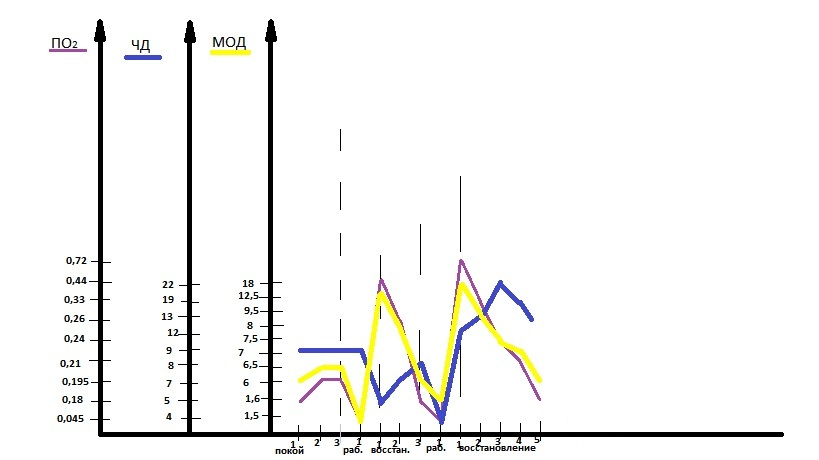 ПО2 ЧД МОД
0,72
0,44 22 18
0,33 19 12,5
0,26 13 9,5
0,24 12 8
0,21 9 7,5
0,195 8 7
0,18 7 6,5
0,045 5 6
4 1,6
1,5
1 2 3 1 1 2 3 1 1 2 3 4 5
покой раб. восстан. раб. восстановление